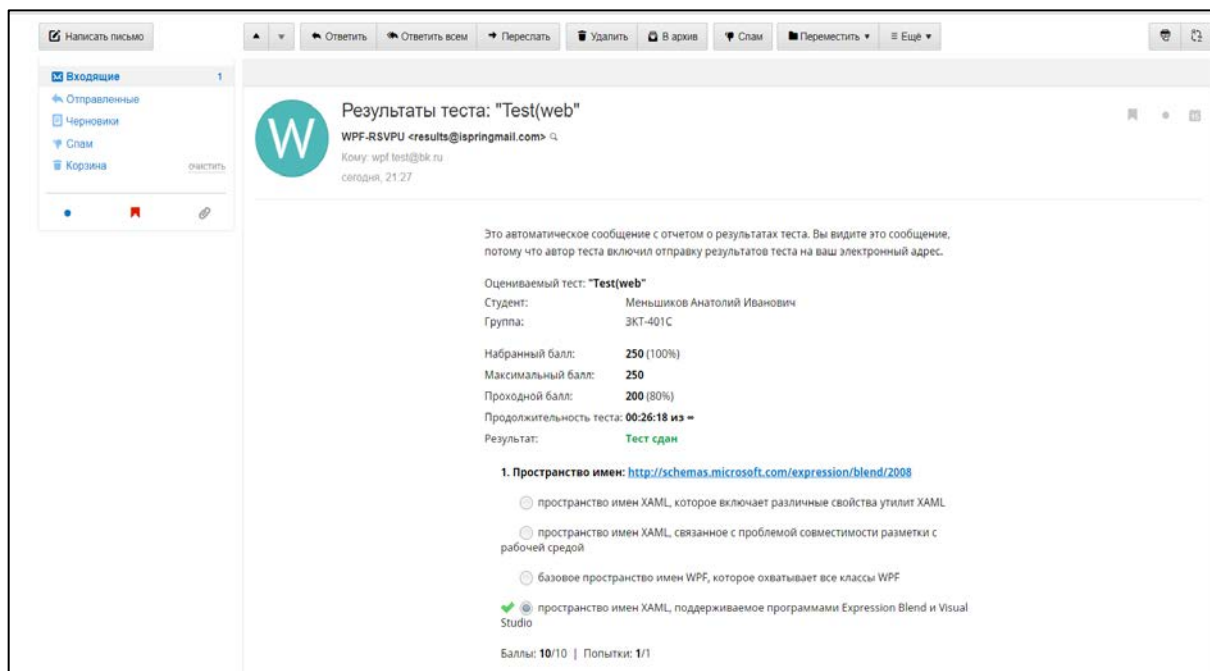 Написать письмо
Ответить Ответить всем Переслать Удалить В архив Спам Переместить Ещё
Входящие 1
Отправленные
Черновики
Спам
Корзина очистить
W
Результаты теста: "Test(web"
WPF-RSVPU <results@ispringmail.com>
Кому: wpf.test@bk.ru
сегодня, 21:27
Это автоматическое сообщение с отчетом о результатах теста. Вы видите это сообщение,
потому что автор теста включил отправку результатов теста на ваш электронный адрес.
Оцениваемый тест: "Test(web"
Студент: Меньшиков Анатолий Иванович
Группа: ЗКТ-401С
Набранный балл: 250 (100%)
Максимальный балл: 250
Проходной балл: 200 (80%)
Продолжительность теста: 00:26:18 из ∞
Результат: Тест сдан
1. Пространство имен: http://schemas.microsoft.com/expression/blend/2008
пространство имен XAML, которое включает различные свойства утилит XAML
пространство имен XAML, связанное с проблемой совместимости разметки с
рабочей средой
базовое пространство имен WPF, которое охватывает все классы WPF
пространство имен XAML, поддерживаемое программами Expression Blend и Visual
Studio
Баллы: 10/10 | Попытки: 1/1